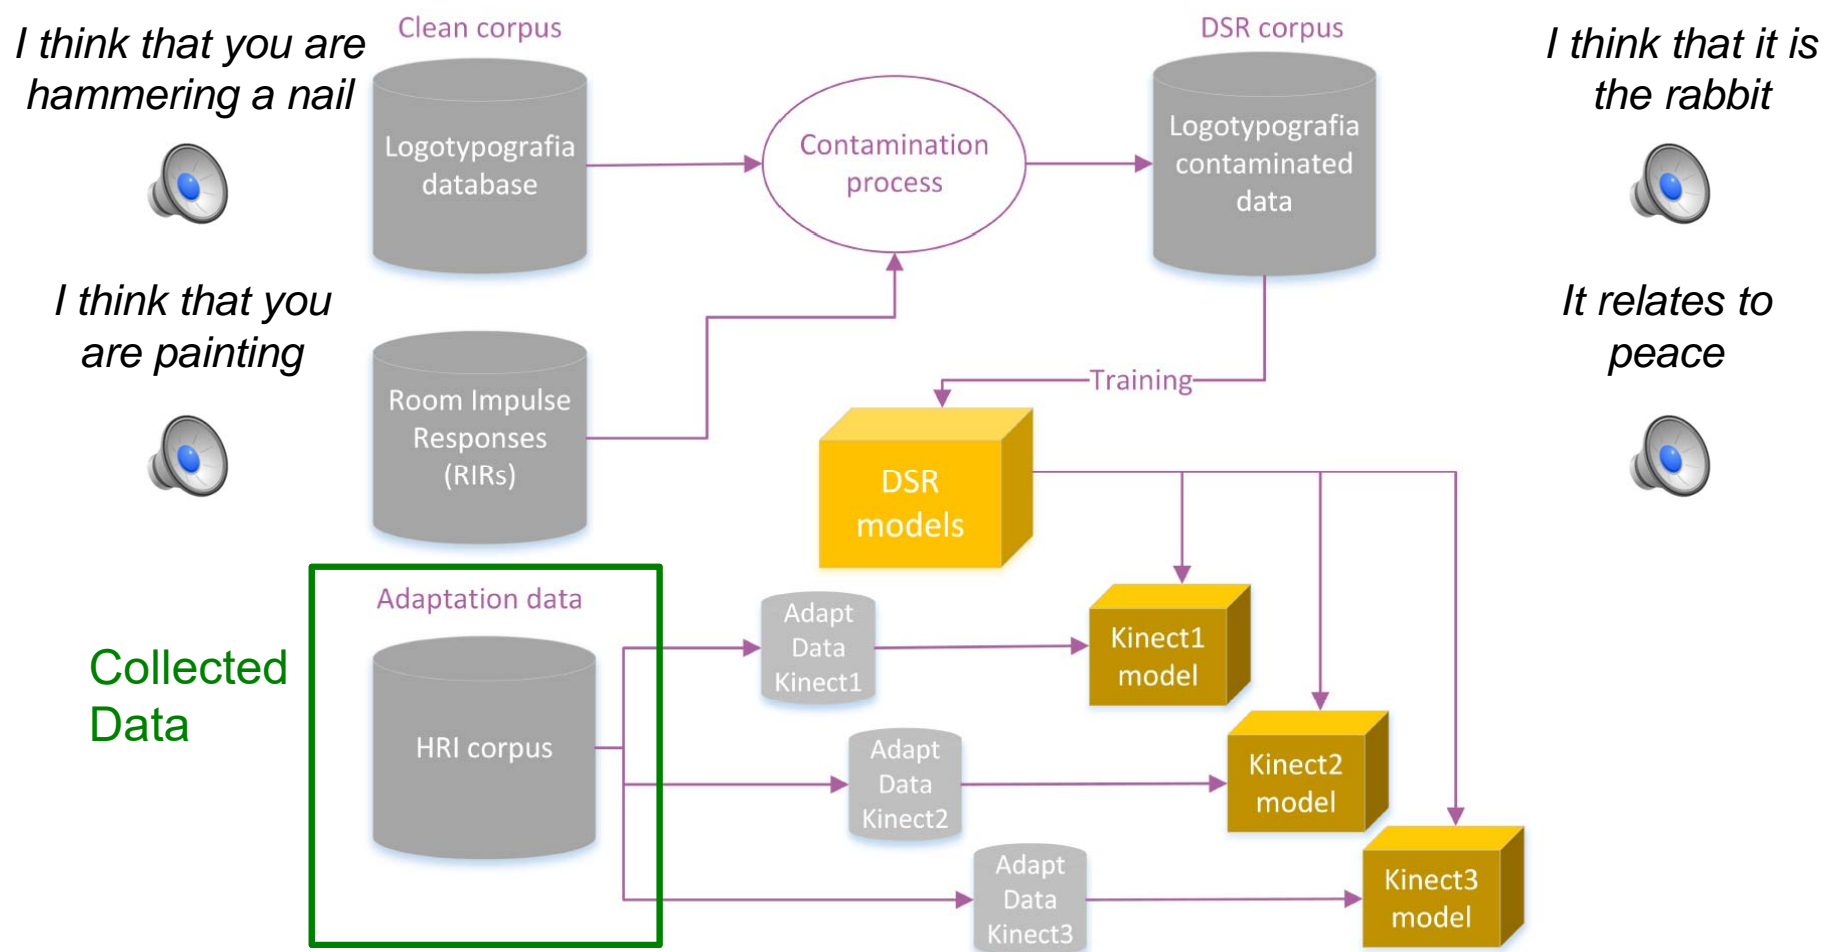 Clean corpus
DSR corpus
I think that you are
hammering a nail
I think that it is
the rabbit
Logotypografia
database
Contamination
process
Logotypografia
contaminated
data
I think that you
are painting
It relates to
peace
Room Impulse
Responses
(RIRs)
Training
DSR
models
Adaptation data
Collected
Data
HRI corpus
Adapt
Data
Kinect1
Kinect1
model
Adapt
Data
Kinect2
Kinect2
model
Adapt
Data
Kinect3
Kinect3
model